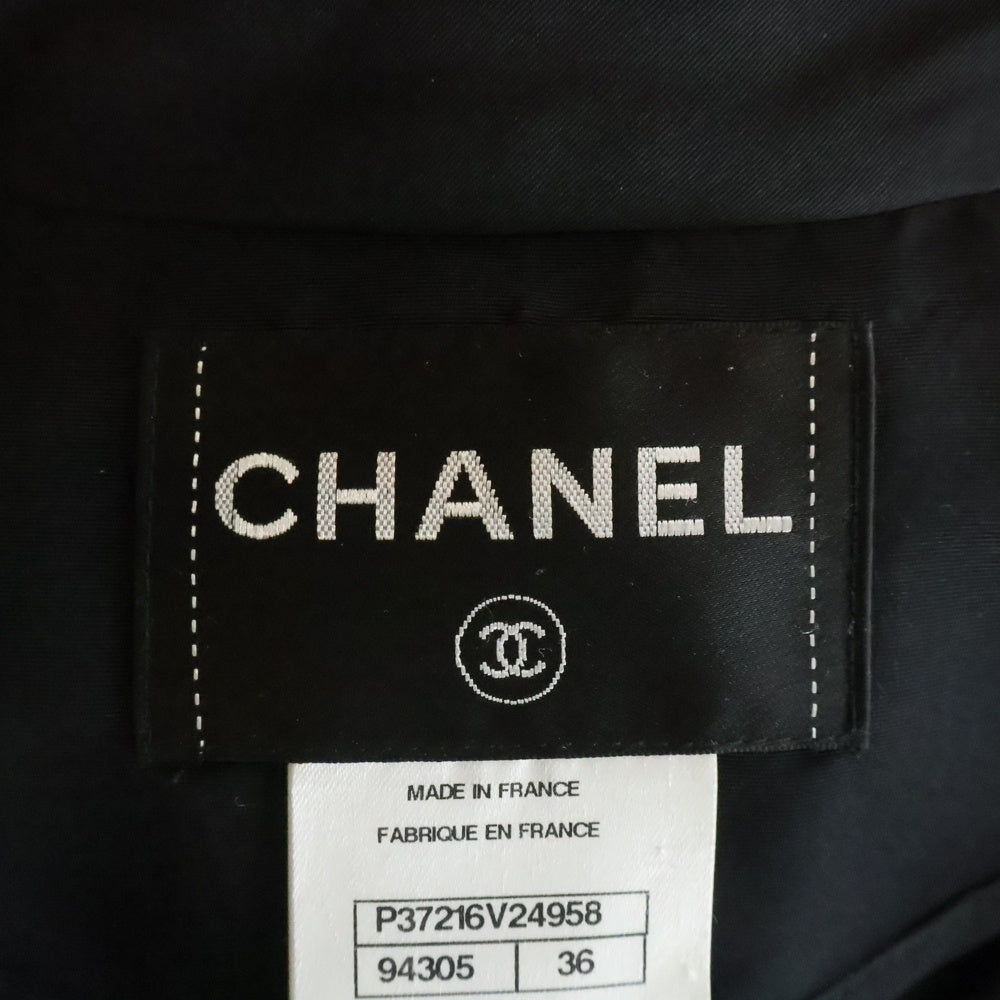 CHANEL
MADE IN FRANCE
FABRIQUE EN FRANCE
P37216V24958
94305 36